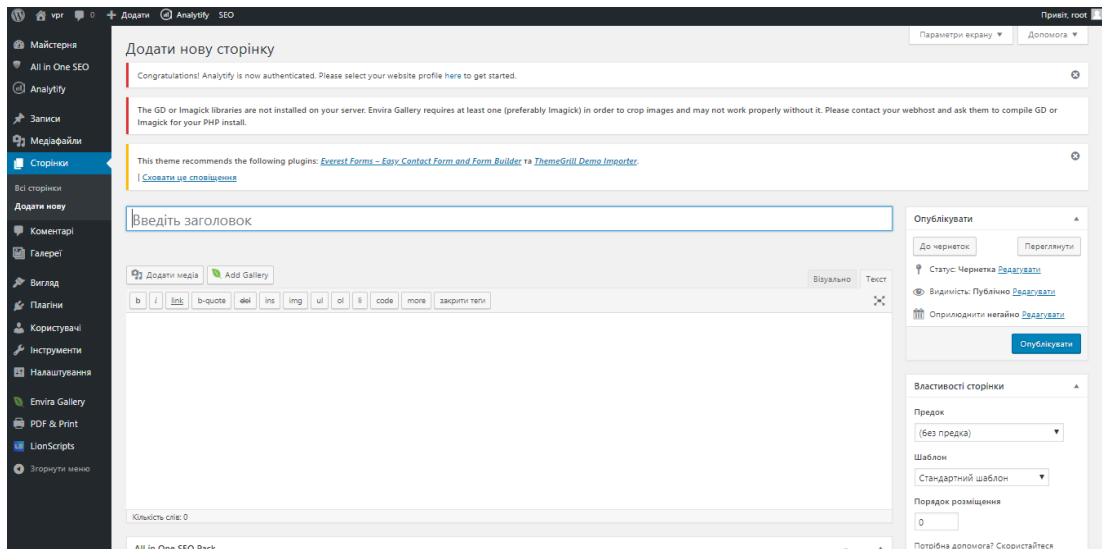 vpr 0 Додати Analytify SEO Привіт, root
Майстерня
All in One SEO
Analytify
Записи
Медіафайли
Сторінки
Всі сторінки
Додати нову
Коментарі
Галереї
Вигляд
Плагіни
Користувачі
Інструменти
Налаштування
Envira Gallery
PDF & Print
LionScripts
Згорнути меню
Параметри екрану Допомога
Додати нову сторінку
Congratulations! Analytify is now authenticated. Please select your website profile here to get started.
The GD or Imagick libraries are not installed on your server. Envira Gallery requires at least one (preferably Imagick) in order to crop images and may not work properly without it. Please contact your webhost and ask them to compile GD or
Imagick for your PHP install.
This theme recommends the following plugins: Everest Forms – Easy Contact Form and Form Builder та ThemeGrill Demo Importer.
| Сховати це сповіщення
Введіть заголовок
Додати медіа Add Gallery
Візуально Текст
b i link b-quote del ins img ul ol li code more закрити теги
Кількість слів: 0
All in One SEO Pack
Опублікувати
До чернеток Переглянути
Статус: Чернетка Редагувати
Видимість: Публічно Редагувати
Оприлюднити негайно Редагувати
Опублікувати
Властивості сторінки
Предок
(без предка)
Шаблон
Стандартний шаблон
Порядок розміщення
0
Потрібна допомога? Скористайтеся